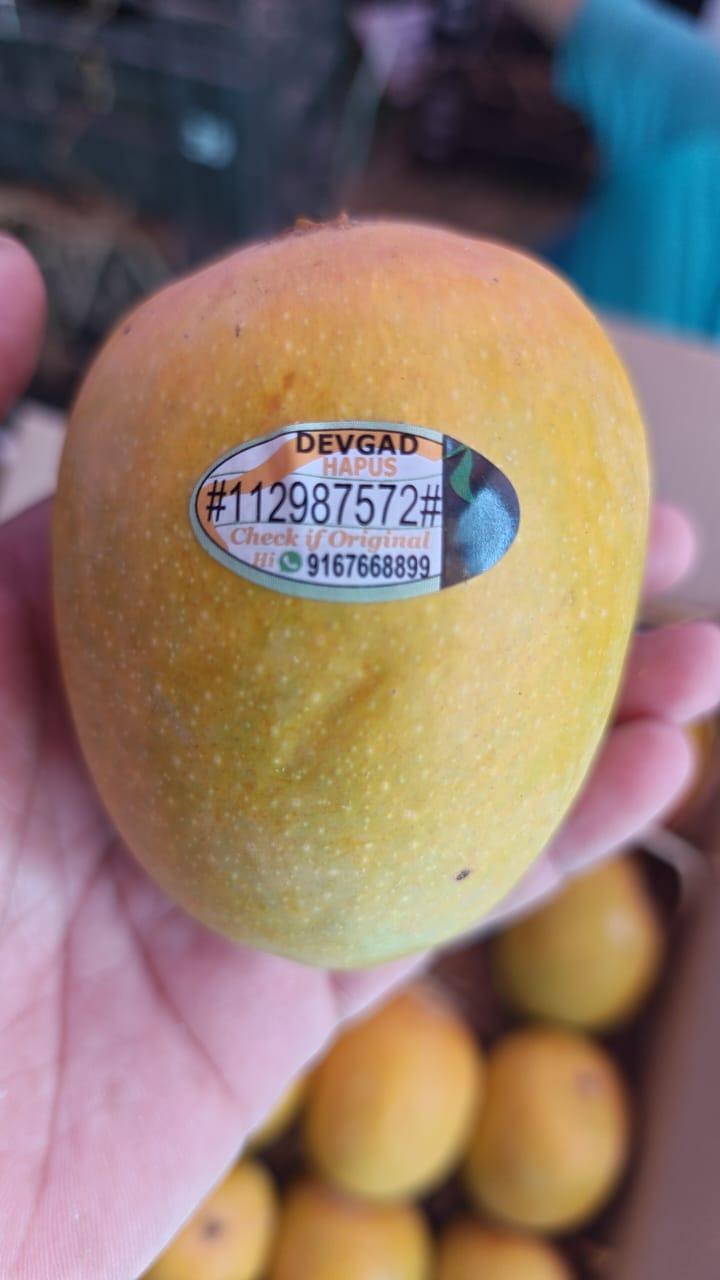 DEVGAD
HAPUS
#112987572#
Check if Original
Hi 9167668899